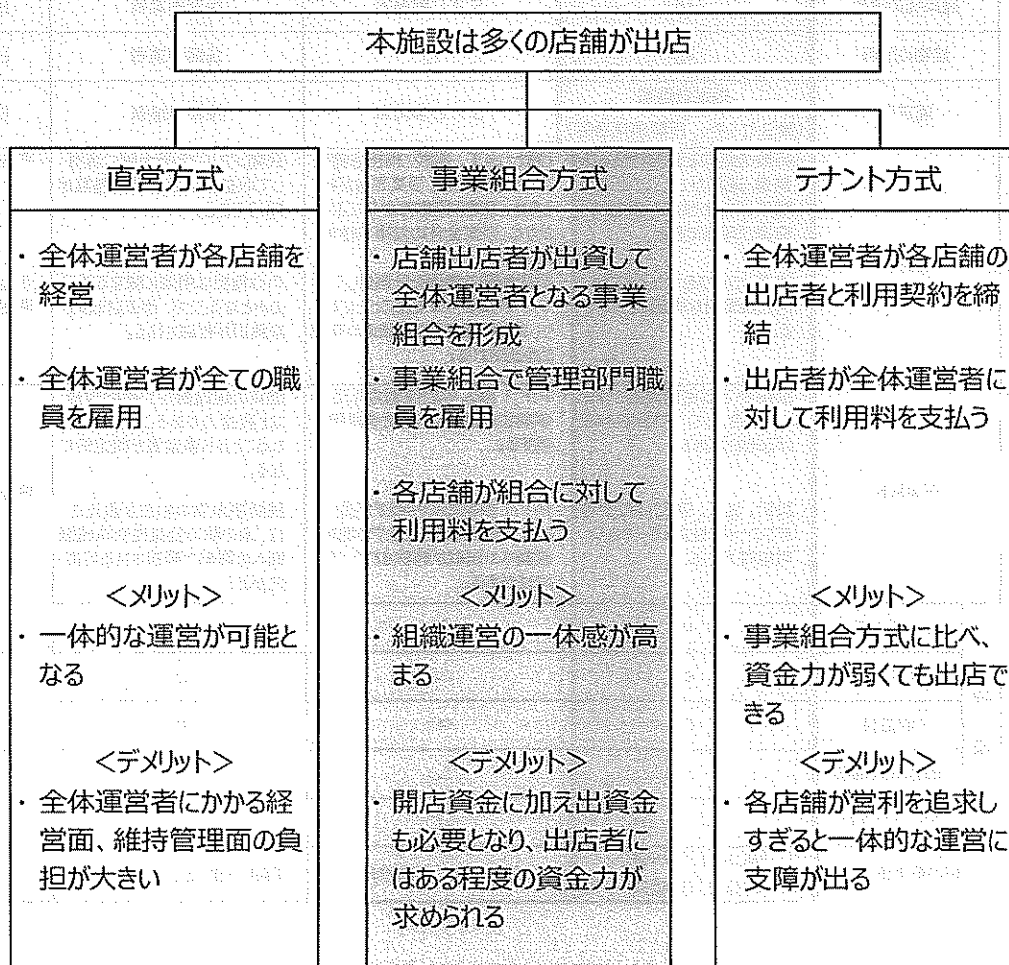 本施設は多くの店舗が出店
直営方式
・ 全体運営者が各店舗を
経営
・ 全体運営者が全ての職
員を雇用
<メリット>
・ 一体的な運営が可能と
なる
<デメリット>
・ 全体運営者にかかる経
営面、維持管理面の負
担が大きい
事業組合方式
・ 店舗出店者が出資して
全体運営者となる事業
組合を形成
・ 事業組合で管理部門職
員を雇用
・ 各店舗が組合に対して
利用料を支払う
<メリット>
・ 組織運営の一体感が高
まる
<デメリット>
・ 開店資金に加え出資金
も必要となり、出店者に
はある程度の資金力が
求められる
テナント方式
・ 全体運営者が各店舗の
出店者と利用契約を締
結
・ 出店者が全体運営者に
対して利用料を支払う
<メリット>
・ 事業組合方式に比べ、
資金力が弱くても出店で
きる
<デメリット>
・ 各店舗が営利を追求し
すぎると一体的な運営に
支障が出る